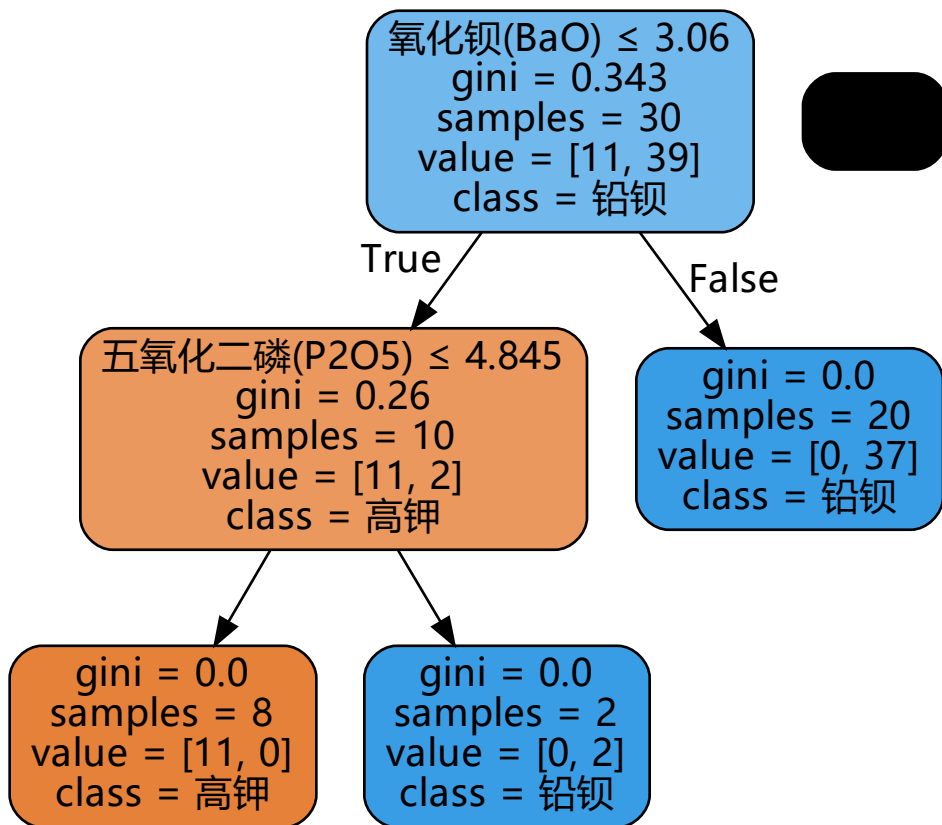 氧化钡(BaO) ≤ 3.06
gini = 0.343
samples = 30
value = [11, 39]
class = 铅钡
True
False
五氧化二磷(P2O5) ≤ 4.845
gini = 0.26
samples = 10
value = [11, 2]
class = 高钾
gini = 0.0
samples = 20
value = [0, 37]
class = 铅钡
gini = 0.0
samples = 8
value = [11, 0]
class = 高钾
gini = 0.0
samples = 2
value = [0, 2]
class = 铅钡